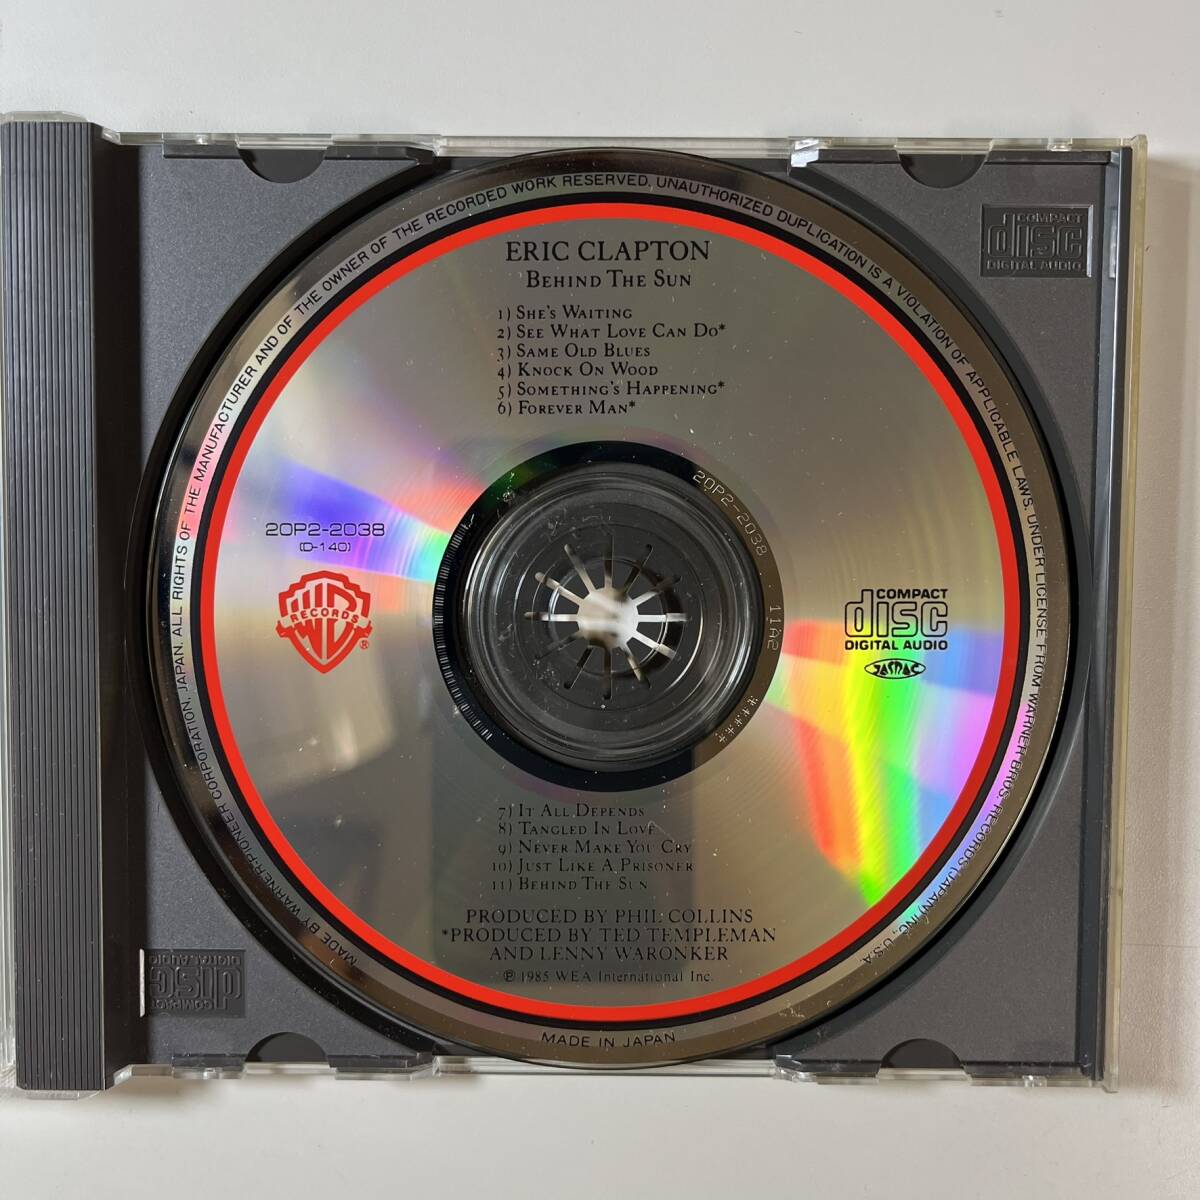 ERIC CLAPTON
BEHIND THE SUN
1) SHE'S WAITING
2) SEE WHAT LOVE CAN DO*
3) SAME OLD BLUES
4) KNOCK ON WOOD
5) SOMETHING'S HAPPENING*
6) FOREVER MAN*
20P2-2038
(D-140)
WB
RECORDS
®
COMPACT
disc
DIGITAL AUDIO
JASRAC
20P2-2038 11A2 *****
7) IT ALL DEPENDS
8) TANGLED IN LOVE
9) NEVER MAKE YOU CRY
10) JUST LIKE A PRISONER
11) BEHIND THE SUN
PRODUCED BY PHIL COLLINS
*PRODUCED BY TED TEMPLEMAN
AND LENNY WARONKER
℗ 1985 WEA International Inc.
MADE BY WARNER-PIONEER CORPORATION, JAPAN. ALL RIGHTS OF THE MANUFACTURER AND OF THE OWNER OF THE RECORDED WORK RESERVED. UNAUTHORIZED DUPLICATION IS A VIOLATION OF APPLICABLE LAWS. UNDER LICENSE FROM WARNER BROS. RECORDS (JAPAN) INC., U.S.A.
MADE IN JAPAN
COMPACT
disc
DIGITAL AUDIO
COMPACT
disc
DIGITAL AUDIO